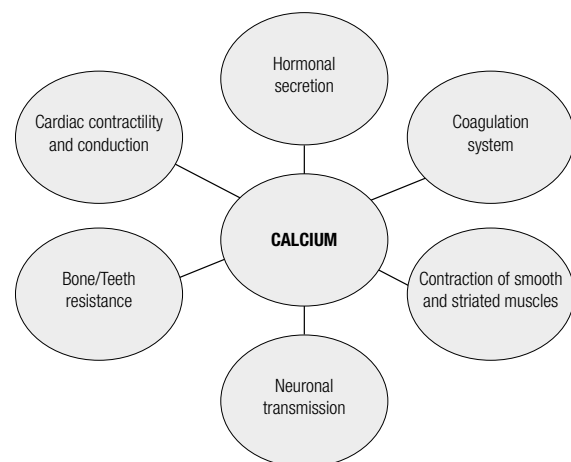 Hormonal
secretion
Cardiac contractility
and conduction
Coagulation
system
CALCIUM
Bone/Teeth
resistance
Contraction of smooth
and striated muscles
Neuronal
transmission